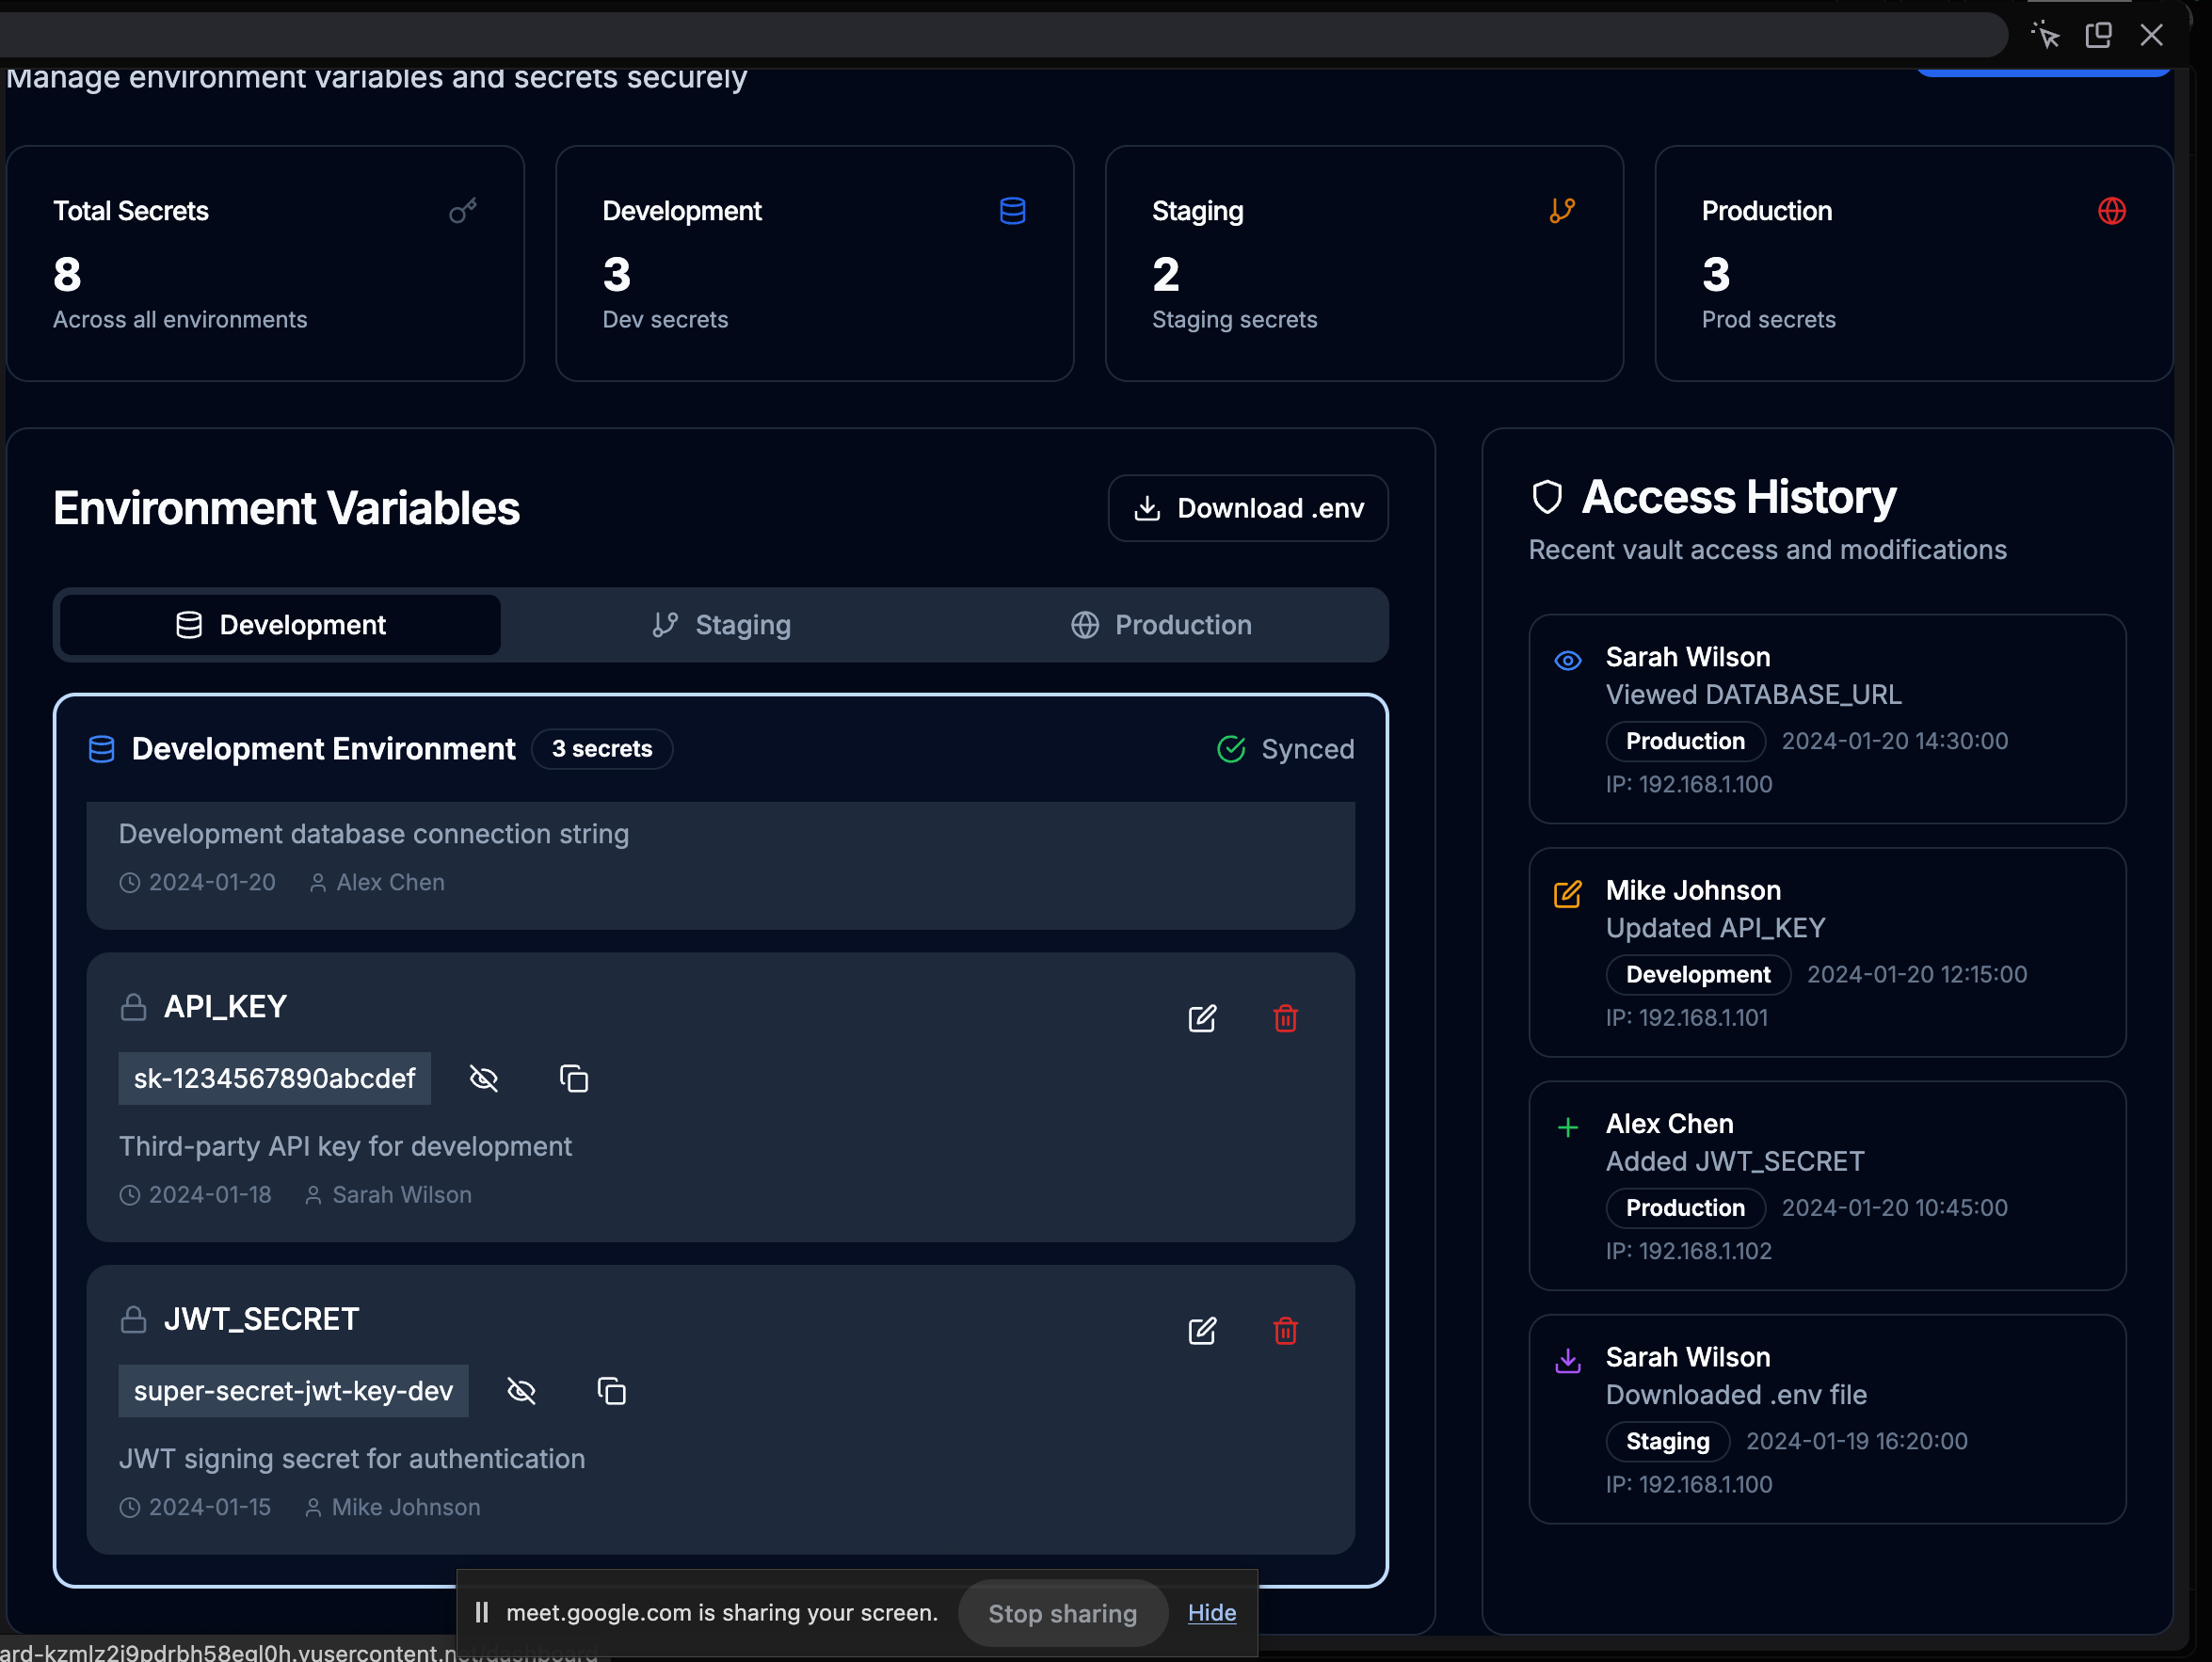 Manage environment variables and secrets securely
Total Secrets
8
Across all environments
Development
3
Dev secrets
Staging
2
Staging secrets
Production
3
Prod secrets
Environment Variables
Download .env
Development
Staging
Production
Development Environment
3 secrets
Synced
Development database connection string
2024-01-20 Alex Chen
API_KEY
sk-1234567890abcdef
Third-party API key for development
2024-01-18 Sarah Wilson
JWT_SECRET
super-secret-jwt-key-dev
JWT signing secret for authentication
2024-01-15 Mike Johnson
Access History
Recent vault access and modifications
Sarah Wilson
Viewed DATABASE_URL
Production 2024-01-20 14:30:00
IP: 192.168.1.100
Mike Johnson
Updated API_KEY
Development 2024-01-20 12:15:00
IP: 192.168.1.101
Alex Chen
Added JWT_SECRET
Production 2024-01-20 10:45:00
IP: 192.168.1.102
Sarah Wilson
Downloaded .env file
Staging 2024-01-19 16:20:00
IP: 192.168.1.100
meet.google.com is sharing your screen. Stop sharing Hide